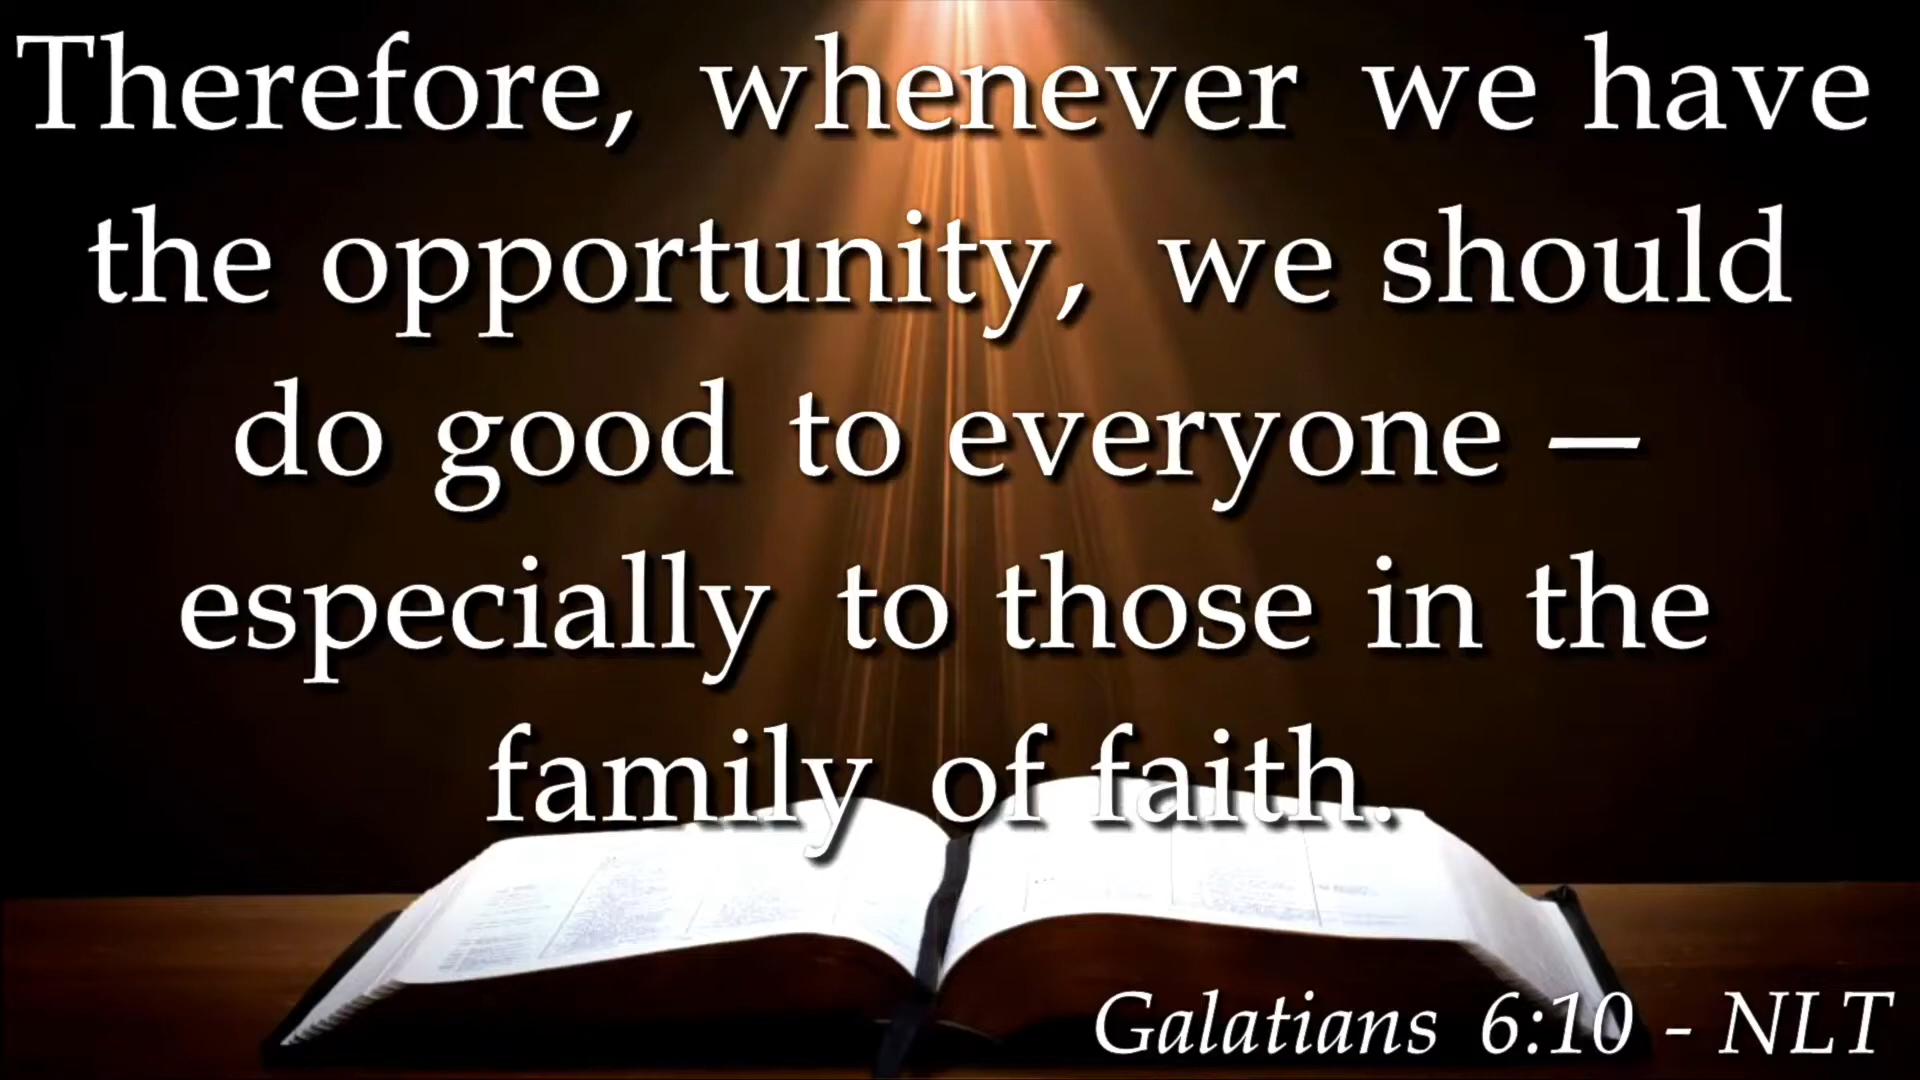 Therefore, whenever we have
the opportunity, we should
do good to everyone —
especially to those in the
family of faith.
Galatians 6:10 - NLT